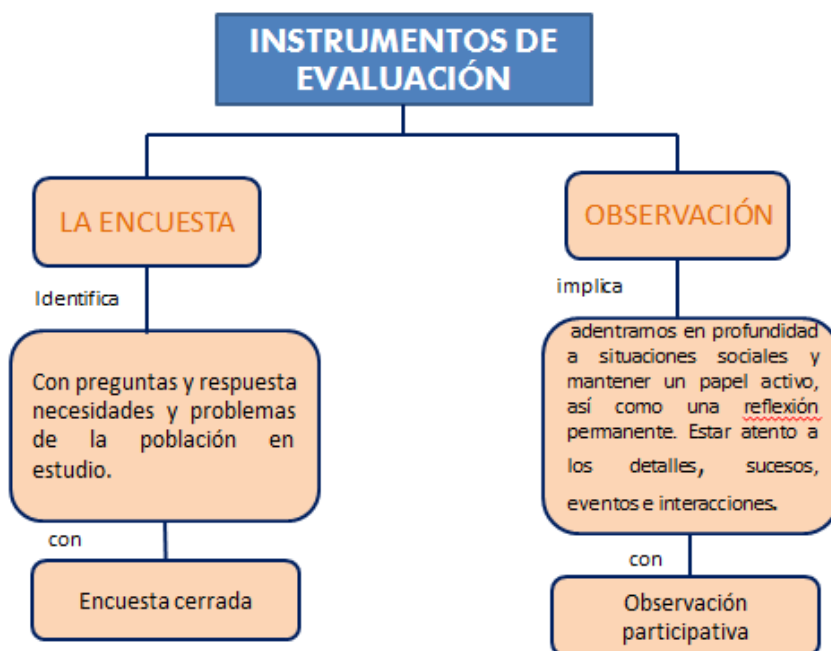 INSTRUMENTOS DE
EVALUACIÓN
LA ENCUESTA
Identifica
Con preguntas y respuesta
necesidades y problemas
de la población en
estudio.
con
Encuesta cerrada
OBSERVACIÓN
implica
adentrarnos en profundidad
a situaciones sociales y
mantener un papel activo,
así como una reflexión
permanente. Estar atento a
los detalles, sucesos,
eventos e interacciones.
con
Observación
participativa